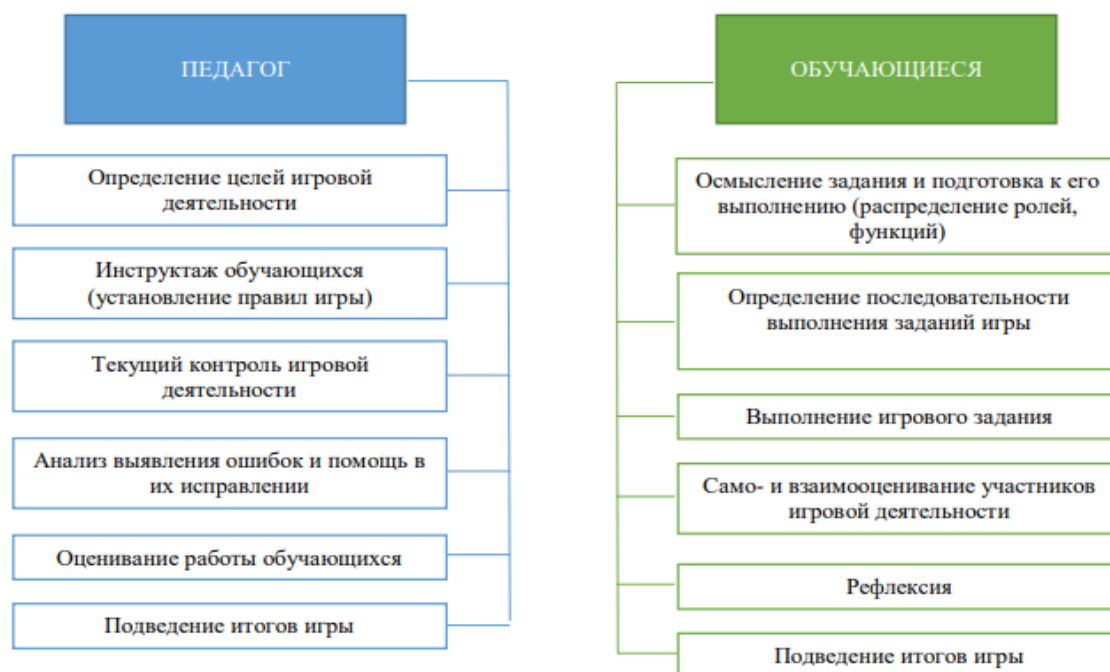 ПЕДАГОГ
Определение целей игровой
деятельности
Инструктаж обучающихся
(установление правил игры)
Текущий контроль игровой
деятельности
Анализ выявления ошибок и помощь в
их исправлении
Оценивание работы обучающихся
Подведение итогов игры
ОБУЧАЮЩИЕСЯ
Осмысление задания и подготовка к его
выполнению (распределение ролей,
функций)
Определение последовательности
выполнения заданий игры
Выполнение игрового задания
Само- и взаимооценивание участников
игровой деятельности
Рефлексия
Подведение итогов игры